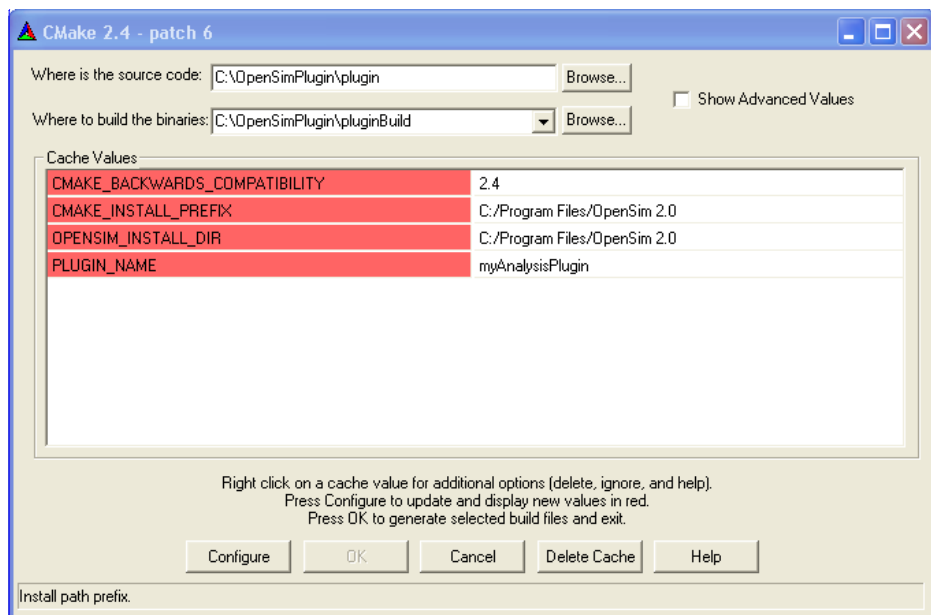 CMake 2.4 - patch 6
Where is the source code: C:\OpenSimPlugin\plugin Browse...
Show Advanced Values
Where to build the binaries: C:\OpenSimPlugin\pluginBuild Browse...
Cache Values
CMAKE_BACKWARDS_COMPATIBILITY 2.4
CMAKE_INSTALL_PREFIX C:/Program Files/OpenSim 2.0
OPENSIM_INSTALL_DIR C:/Program Files/OpenSim 2.0
PLUGIN_NAME myAnalysisPlugin
Right click on a cache value for additional options (delete, ignore, and help).
Press Configure to update and display new values in red.
Press OK to generate selected build files and exit.
Configure OK Cancel Delete Cache Help
Install path prefix.